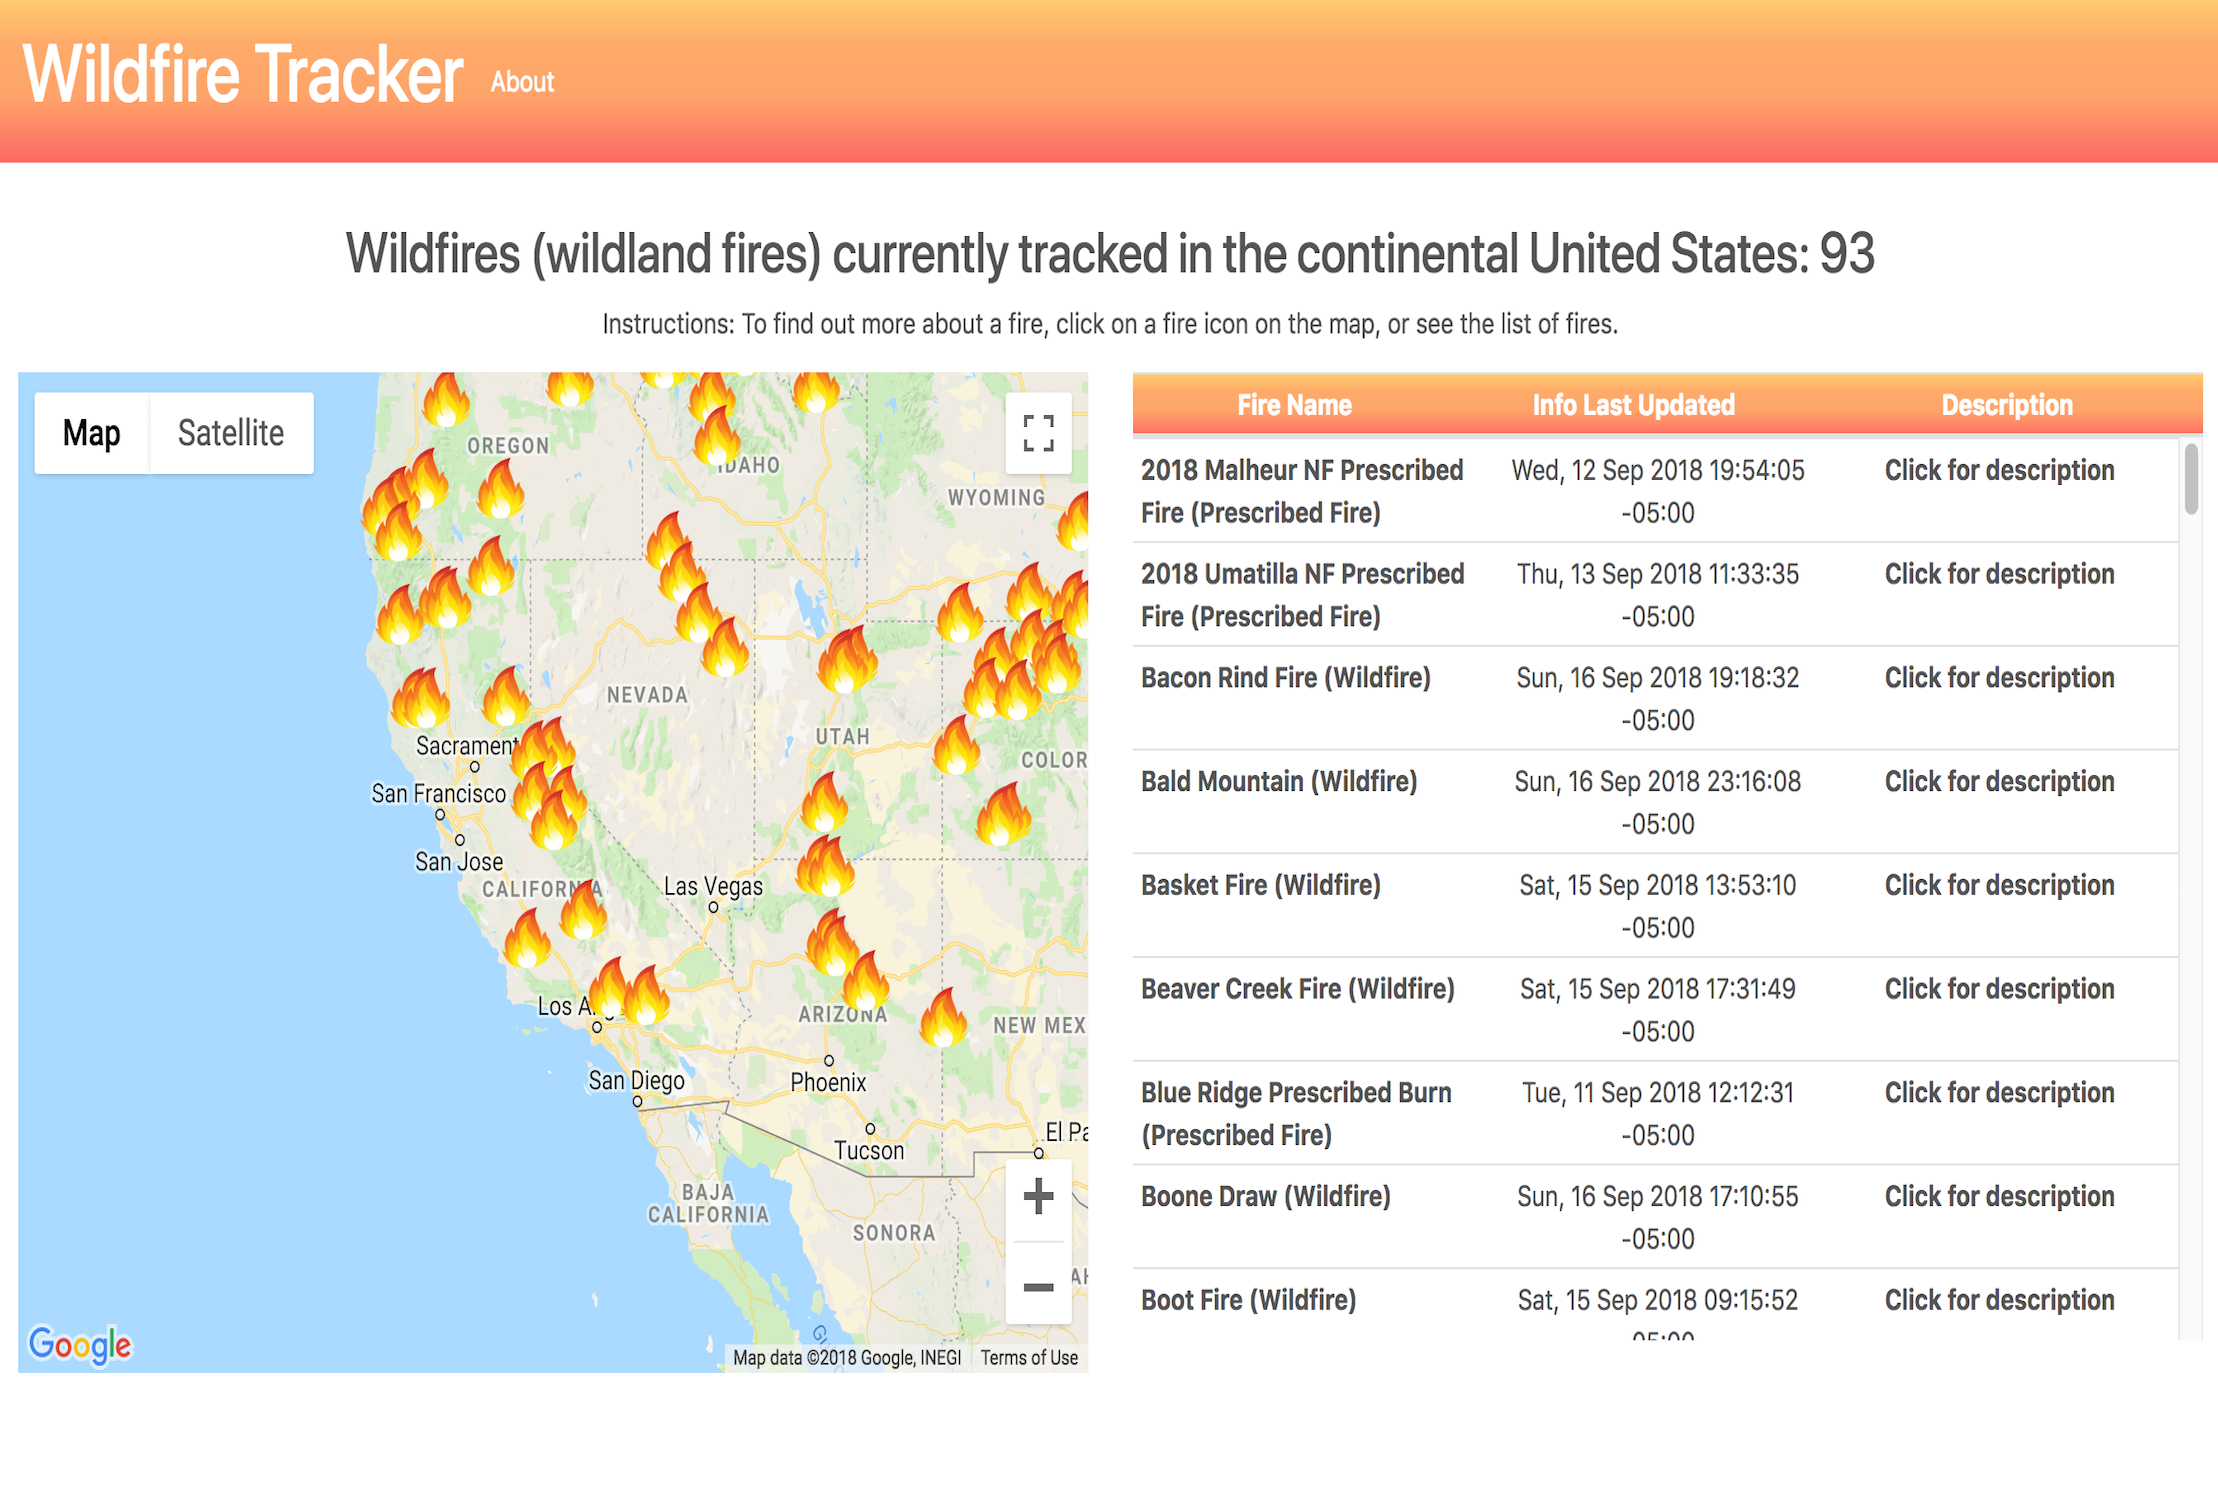 Wildfire Tracker About
Wildfires (wildland fires) currently tracked in the continental United States: 93
Instructions: To find out more about a fire, click on a fire icon on the map, or see the list of fires.
Map Satellite
OREGON
IDAHO
WYOMING
NEVADA
UTAH
COLOR
Sacrament
San Francisco
San Jose
CALIFORNIA
Las Vegas
Los A
ARIZONA
NEW MEX
San Diego
Phoenix
El Pa
Tucson
BAJA
CALIFORNIA
SONORA
AH
Google
Map data ©2018 Google, INEGI Terms of Use
Fire Name Info Last Updated Description
2018 Malheur NF Prescribed Wed, 12 Sep 2018 19:54:05 Click for description
Fire (Prescribed Fire) -05:00
2018 Umatilla NF Prescribed Thu, 13 Sep 2018 11:33:35 Click for description
Fire (Prescribed Fire) -05:00
Bacon Rind Fire (Wildfire) Sun, 16 Sep 2018 19:18:32 Click for description
-05:00
Bald Mountain (Wildfire) Sun, 16 Sep 2018 23:16:08 Click for description
-05:00
Basket Fire (Wildfire) Sat, 15 Sep 2018 13:53:10 Click for description
-05:00
Beaver Creek Fire (Wildfire) Sat, 15 Sep 2018 17:31:49 Click for description
-05:00
Blue Ridge Prescribed Burn Tue, 11 Sep 2018 12:12:31 Click for description
(Prescribed Fire) -05:00
Boone Draw (Wildfire) Sun, 16 Sep 2018 17:10:55 Click for description
-05:00
Boot Fire (Wildfire) Sat, 15 Sep 2018 09:15:52 Click for description
-05:00